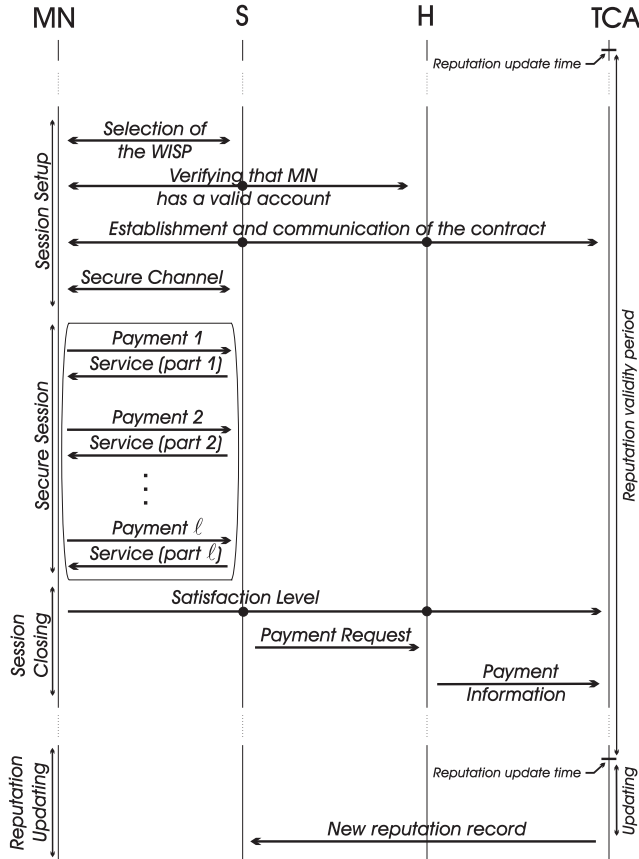 MN S H TCA
Reputation update time
Session Setup
Selection of
the WISP
Verifying that MN
has a valid account
Establishment and communication of the contract
Secure Channel
Reputation validity period
Secure Session
Payment 1
Service (part 1)
Payment 2
Service (part 2)
⋮
Payment ℓ
Service (part ℓ)
Session
Closing
Satisfaction Level
Payment Request
Payment
Information
Reputation
Updating
Reputation update time
Updating
New reputation record